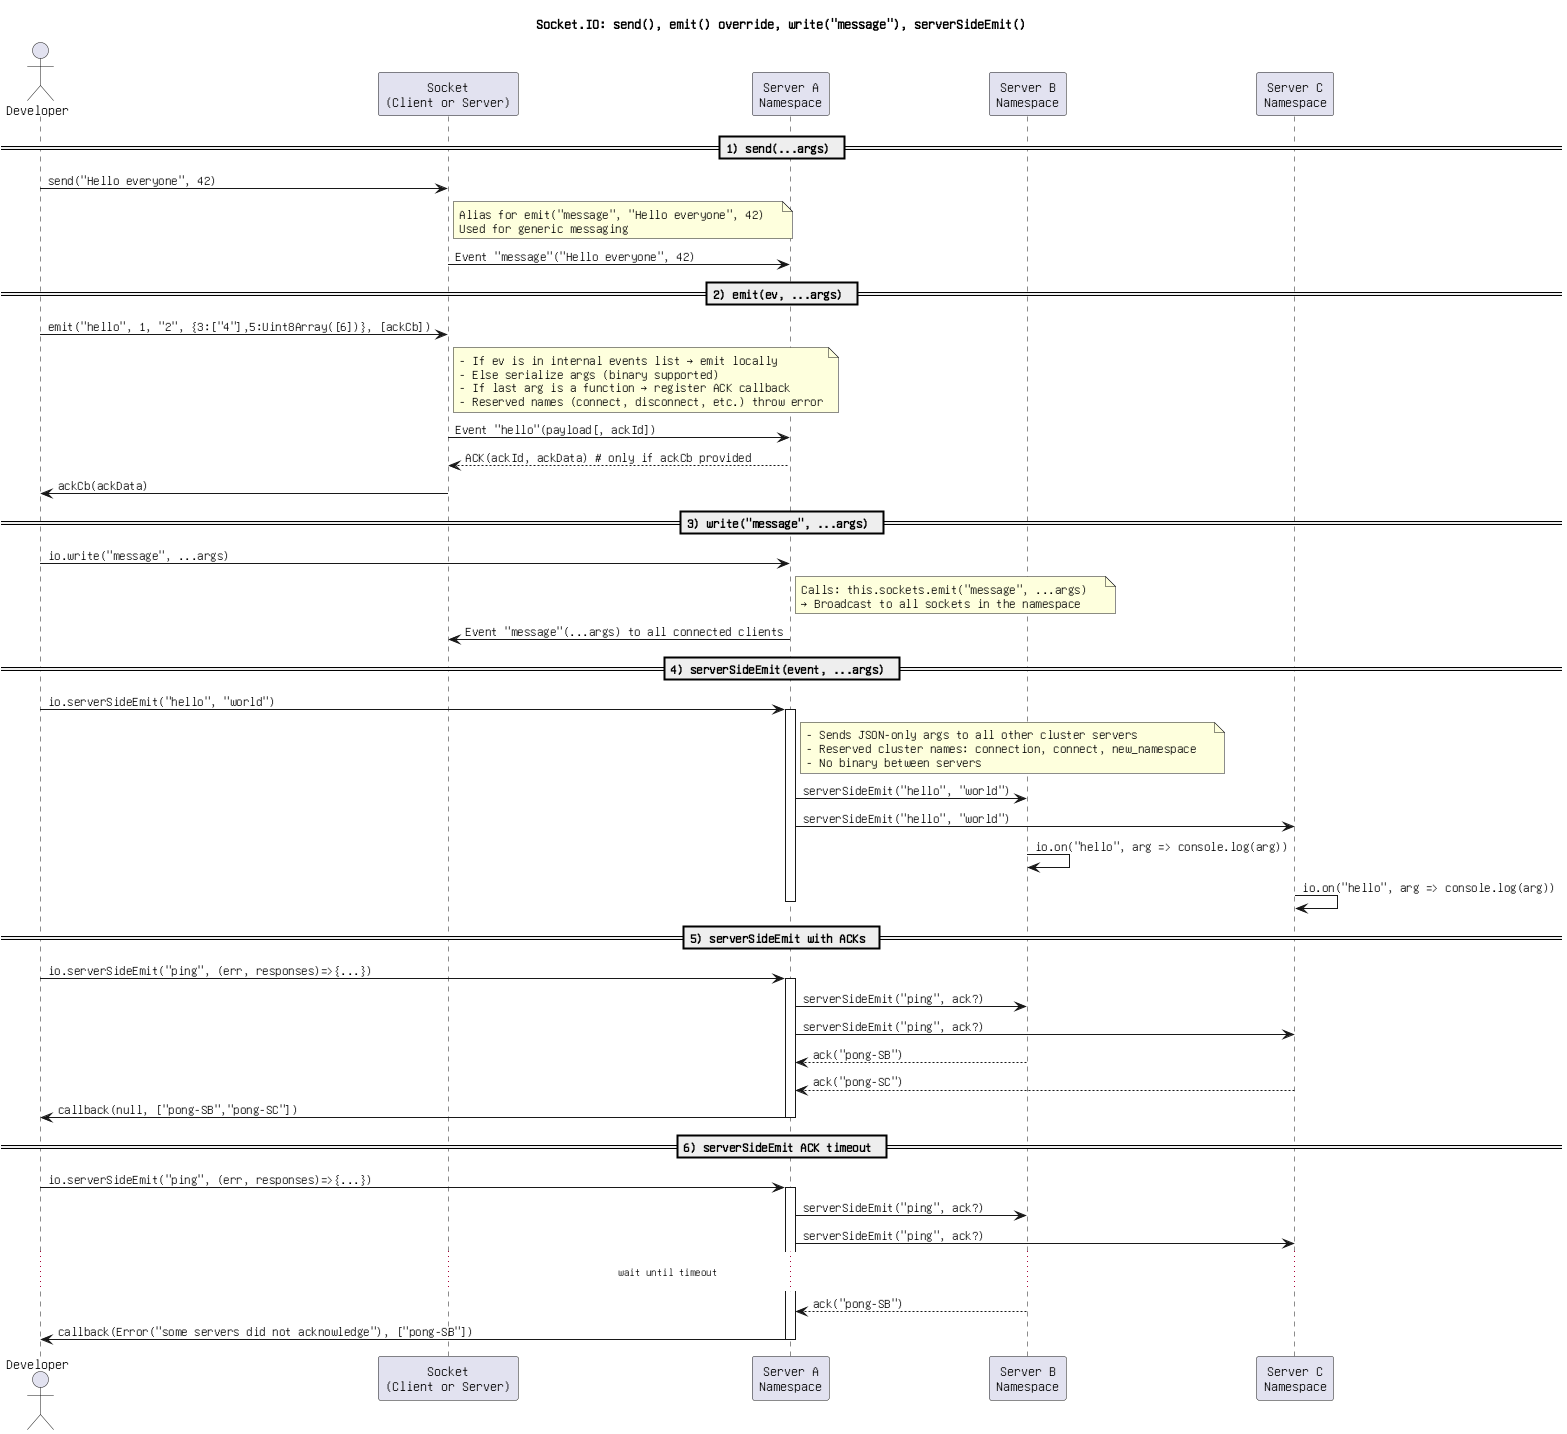 Socket.IO: send(), emit() override, write("message"), serverSideEmit()
Developer
Socket
(Client or Server)
Server A
Namespace
Server B
Namespace
Server C
Namespace
1) send(...args)
send("Hello everyone", 42)
Alias for emit("message", "Hello everyone", 42)
Used for generic messaging
Event "message"("Hello everyone", 42)
2) emit(ev, ...args)
emit("hello", 1, "2", {3:["4"],5:Uint8Array([6])}, [ackCb])
- If ev is in internal events list → emit locally
- Else serialize args (binary supported)
- If last arg is a function → register ACK callback
- Reserved names (connect, disconnect, etc.) throw error
Event "hello"(payload[, ackId])
ACK(ackId, ackData) # only if ackCb provided
ackCb(ackData)
3) write("message", ...args)
io.write("message", ...args)
Calls: this.sockets.emit("message", ...args)
→ Broadcast to all sockets in the namespace
Event "message"(...args) to all connected clients
4) serverSideEmit(event, ...args)
io.serverSideEmit("hello", "world")
- Sends JSON-only args to all other cluster servers
- Reserved cluster names: connection, connect, new_namespace
- No binary between servers
serverSideEmit("hello", "world")
serverSideEmit("hello", "world")
io.on("hello", arg => console.log(arg))
io.on("hello", arg => console.log(arg))
5) serverSideEmit with ACKs
io.serverSideEmit("ping", (err, responses)=>{...})
serverSideEmit("ping", ack?)
serverSideEmit("ping", ack?)
ack("pong-SB")
ack("pong-SC")
callback(null, ["pong-SB","pong-SC"])
6) serverSideEmit ACK timeout
io.serverSideEmit("ping", (err, responses)=>{...})
serverSideEmit("ping", ack?)
serverSideEmit("ping", ack?)
wait until timeout
ack("pong-SB")
callback(Error("some servers did not acknowledge"), ["pong-SB"])
Developer
Socket
(Client or Server)
Server A
Namespace
Server B
Namespace
Server C
Namespace